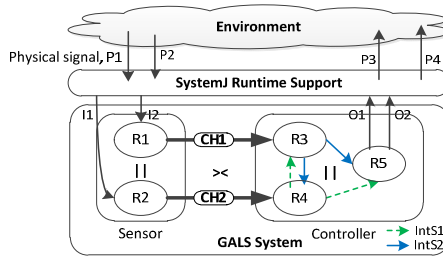 Environment
Physical signal, P1
P2
P3
P4
SystemJ Runtime Support
I1
I2
O1
O2
R1
CH1
R3
R5
||
><
||
R2
CH2
R4
Sensor
Controller
IntS1
IntS2
GALS System